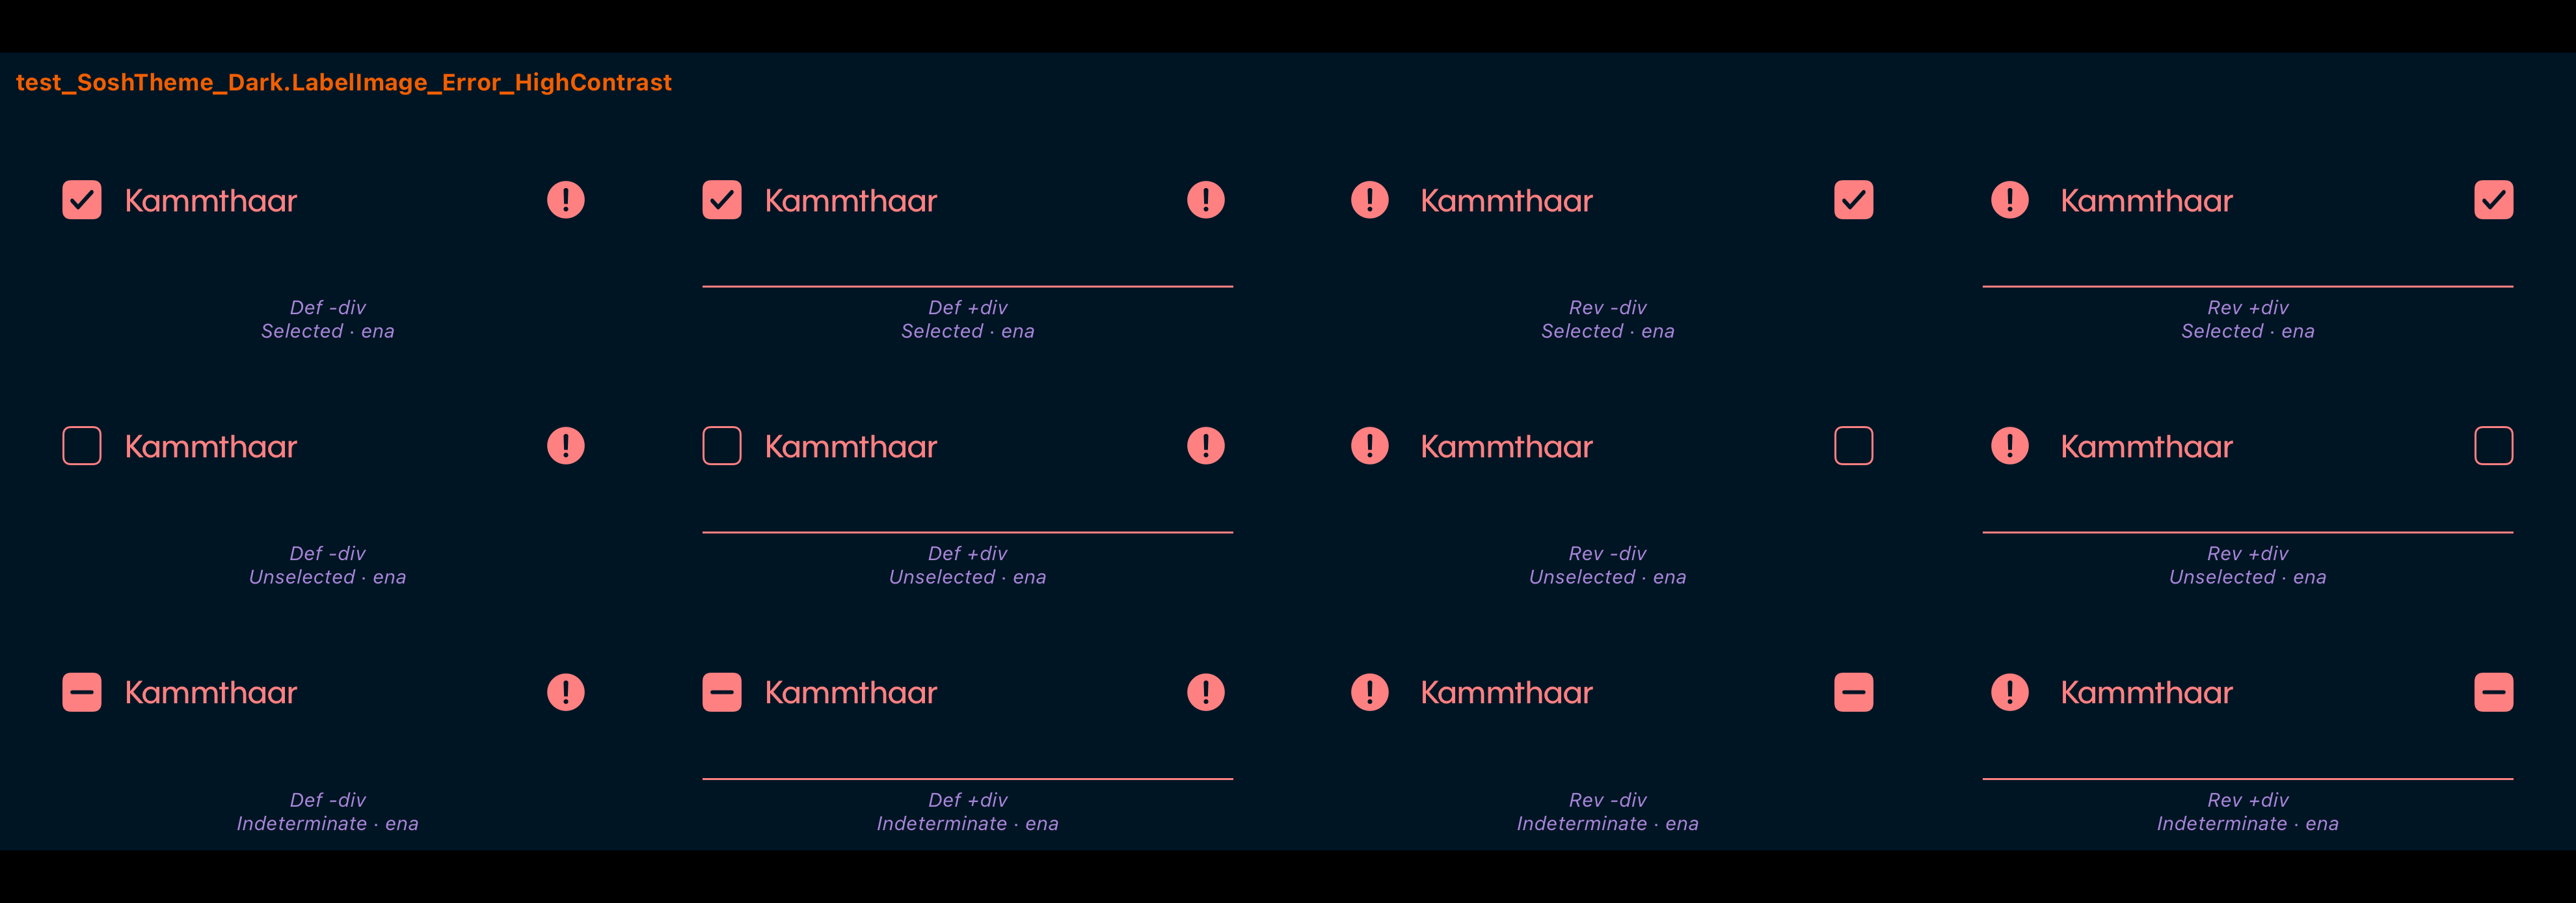 test_SoshTheme_Dark.LabelImage_Error_HighContrast
Kammthaar
Kammthaar
Kammthaar
Kammthaar
Def -div
Selected · ena
Def +div
Selected · ena
Rev -div
Selected · ena
Rev +div
Selected · ena
Kammthaar
Kammthaar
Kammthaar
Kammthaar
Def -div
Unselected · ena
Def +div
Unselected · ena
Rev -div
Unselected · ena
Rev +div
Unselected · ena
Kammthaar
Kammthaar
Kammthaar
Kammthaar
Def -div
Indeterminate · ena
Def +div
Indeterminate · ena
Rev -div
Indeterminate · ena
Rev +div
Indeterminate · ena